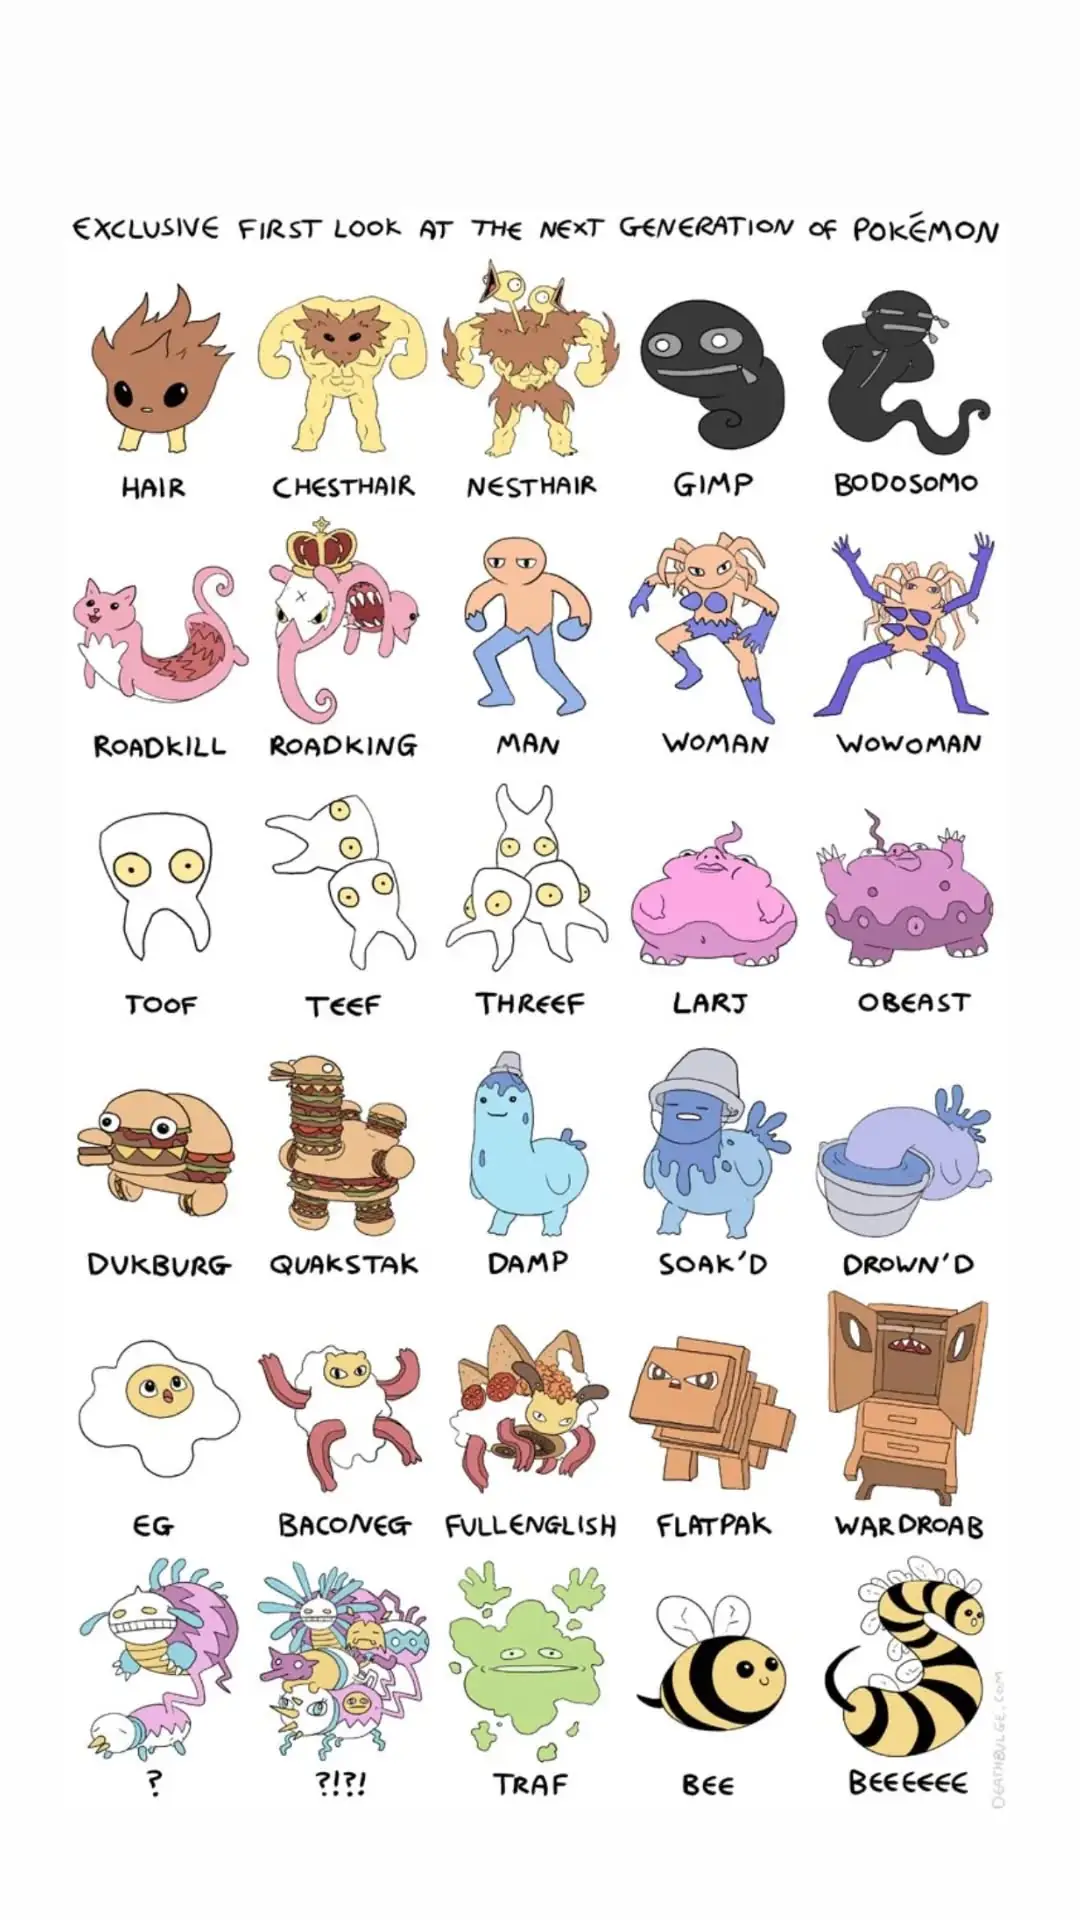 EXCLUSIVE FIRST LOOK AT THE NEXT GENERATION OF POKÉMON
HAIR CHESTHAIR NESTHAIR GIMP BODOSOMO
ROADKILL ROADKING MAN WOMAN WOWOMAN
TOOF TEEF THREEF LARJ OBEAST
DUKBURG QUAKSTAK DAMP SOAK'D DROWN'D
EG BACONEG FULLENGLISH FLATPAK WARDROAB
? ?!?! TRAF BEE BEEEEEE
DEATHBULGE.COM